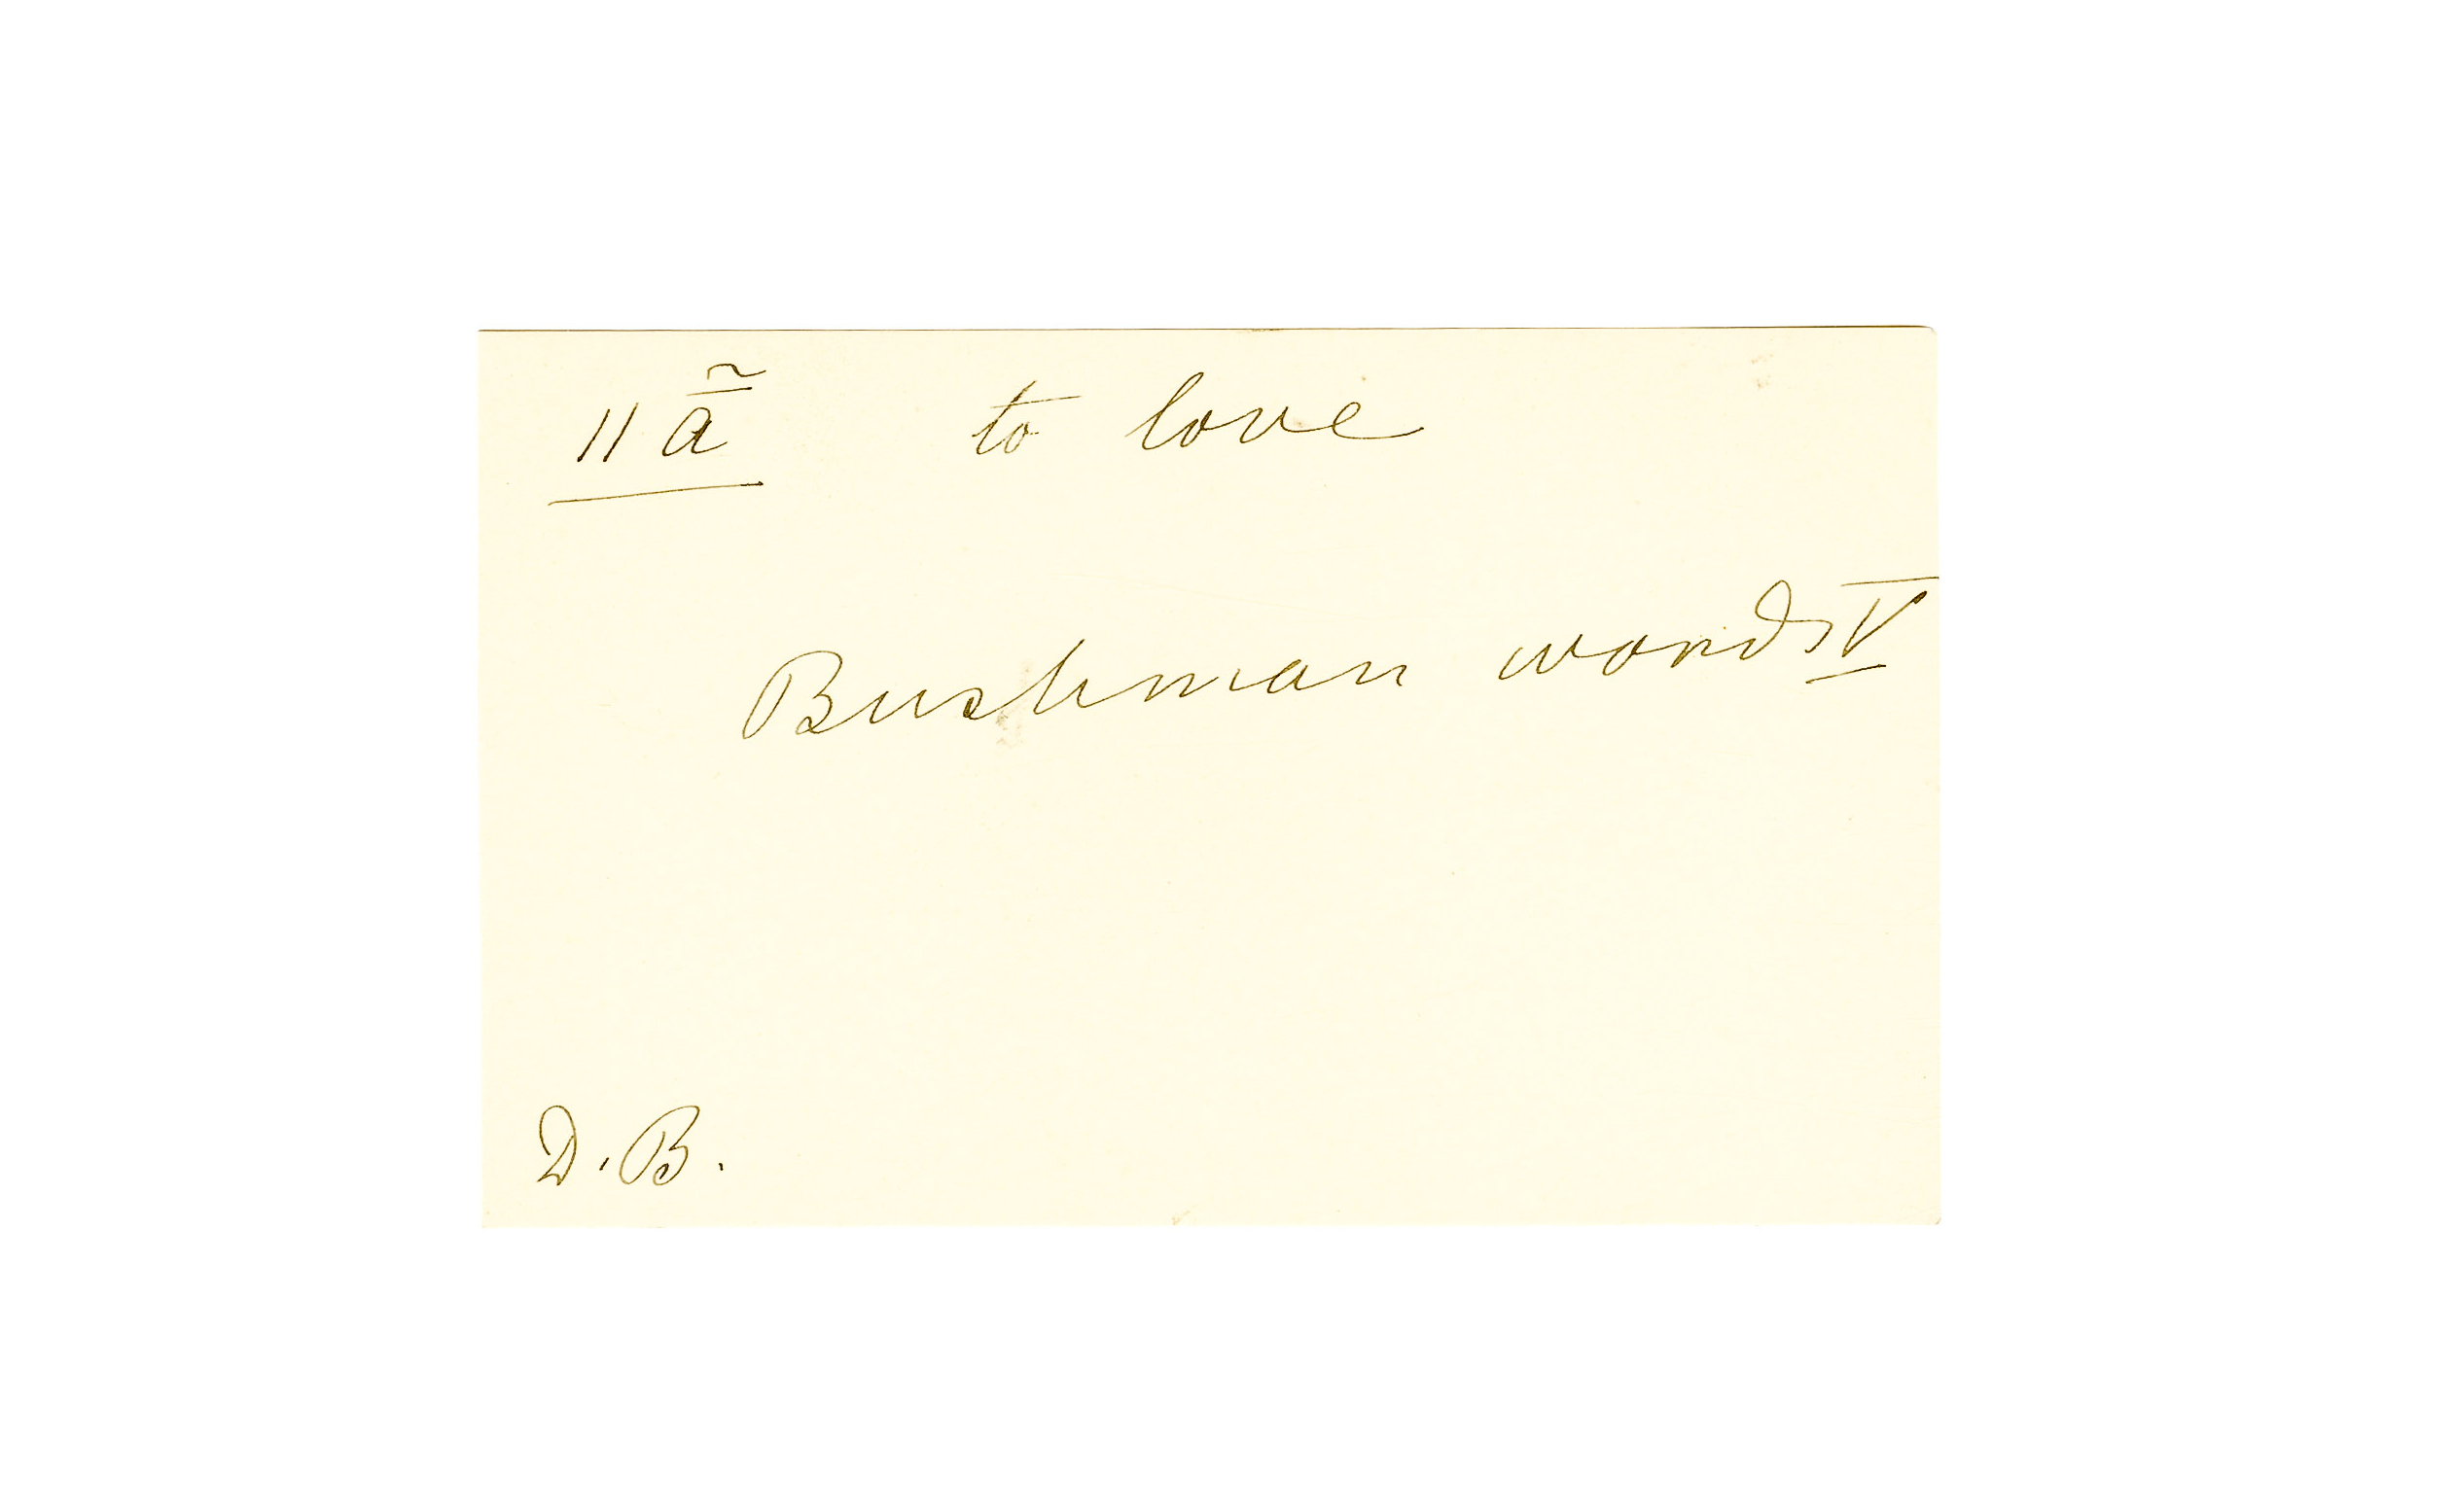 ǁ ā̃ to love
Bushman words V
D. B.